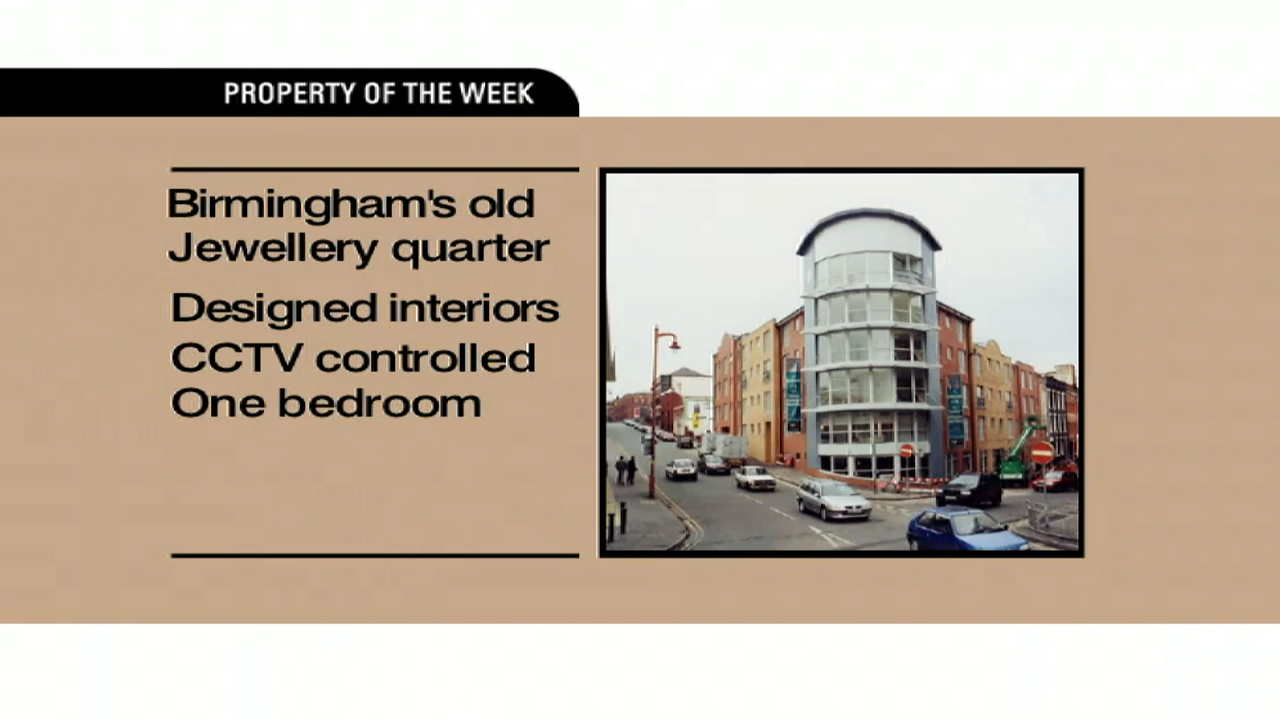 PROPERTY OF THE WEEK
Birmingham's old
Jewellery quarter
Designed interiors
CCTV controlled
One bedroom